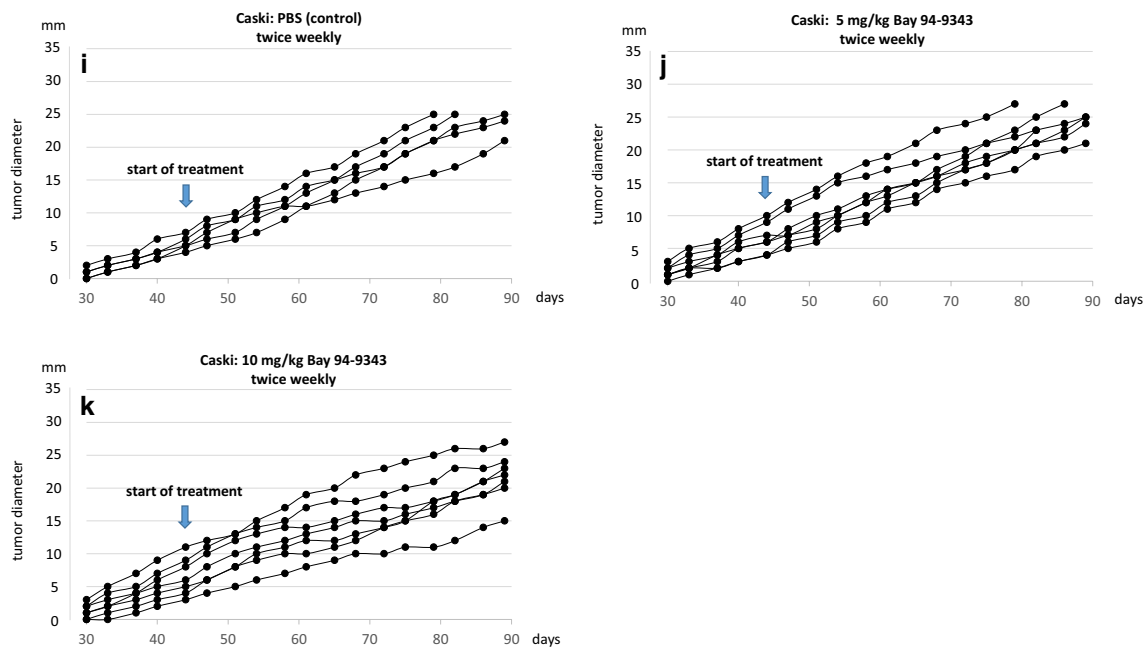 Caski: PBS (control)
twice weekly
mm
35
i
30
25
20
15
10
5
0
tumor diameter
start of treatment
30 40 50 60 70 80 90 days
Caski: 5 mg/kg Bay 94-9343
twice weekly
mm
35
j
30
25
20
15
10
5
0
tumor diameter
start of treatment
30 40 50 60 70 80 90 days
Caski: 10 mg/kg Bay 94-9343
twice weekly
mm
35
k
30
25
20
15
10
5
0
tumor diameter
start of treatment
30 40 50 60 70 80 90 days